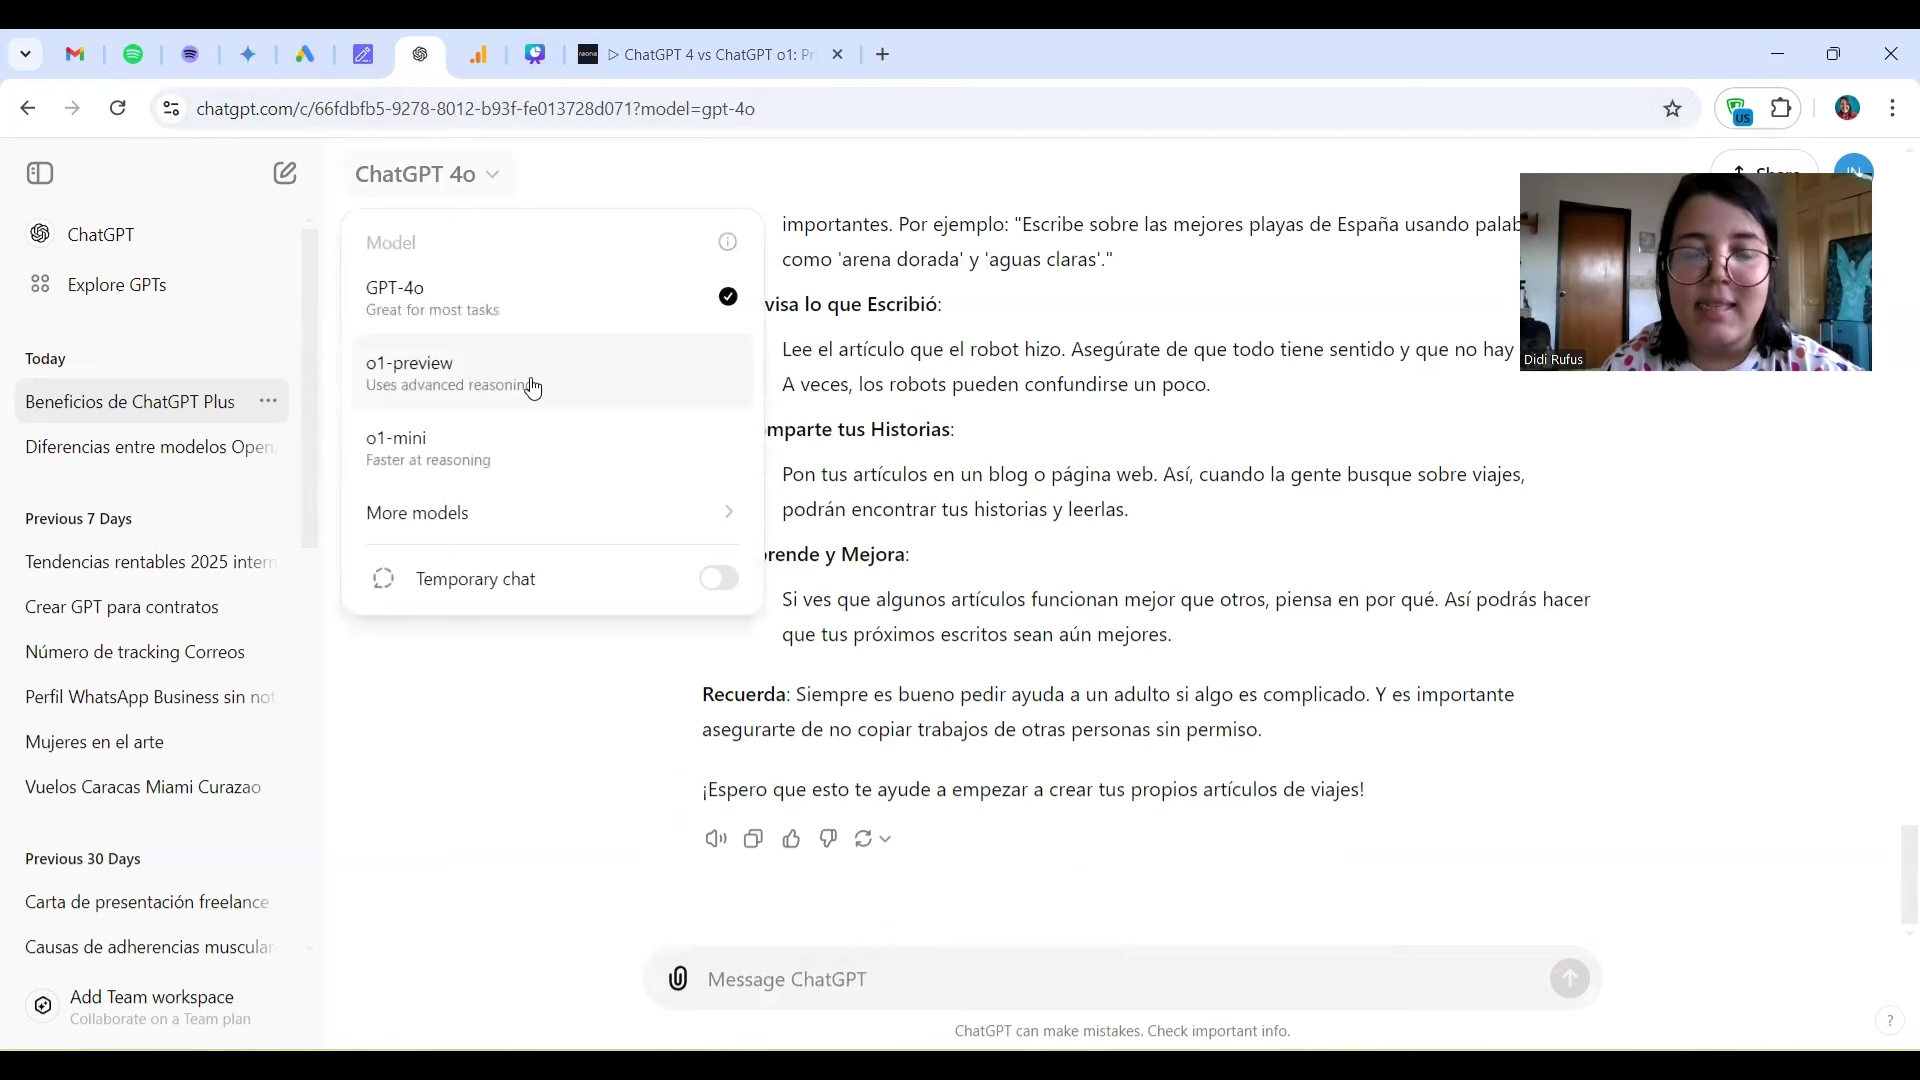 ChatGPT 4 vs ChatGPT o1: Pr
chatgpt.com/c/66fdbfb5-9278-8012-b93f-fe013728d071?model=gpt-4o
US
ChatGPT
Explore GPTs
Today
Beneficios de ChatGPT Plus
Diferencias entre modelos Open
Previous 7 Days
Tendencias rentables 2025 intern
Crear GPT para contratos
Número de tracking Correos
Perfil WhatsApp Business sin not
Mujeres en el arte
Vuelos Caracas Miami Curazao
Previous 30 Days
Carta de presentación freelance
Causas de adherencias muscular
Add Team workspace
Collaborate on a Team plan
ChatGPT 4o
Model
GPT-4o
Great for most tasks
o1-preview
Uses advanced reasoning
o1-mini
Faster at reasoning
More models
Temporary chat
Share
importantes. Por ejemplo: "Escribe sobre las mejores playas de España usando palab
como 'arena dorada' y 'aguas claras'."
visa lo que Escribió:
Lee el artículo que el robot hizo. Asegúrate de que todo tiene sentido y que no hay
A veces, los robots pueden confundirse un poco.
mparte tus Historias:
Pon tus artículos en un blog o página web. Así, cuando la gente busque sobre viajes,
podrán encontrar tus historias y leerlas.
rende y Mejora:
Si ves que algunos artículos funcionan mejor que otros, piensa en por qué. Así podrás hacer
que tus próximos escritos sean aún mejores.
Recuerda: Siempre es bueno pedir ayuda a un adulto si algo es complicado. Y es importante
asegurarte de no copiar trabajos de otras personas sin permiso.
¡Espero que esto te ayude a empezar a crear tus propios artículos de viajes!
Message ChatGPT
ChatGPT can make mistakes. Check important info.
?
Didi Rufus